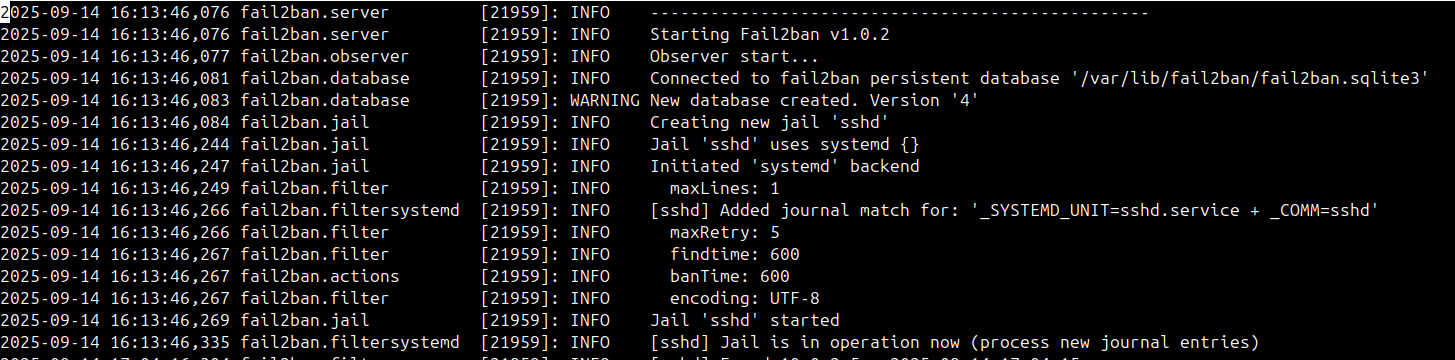 2025-09-14 16:13:46,076 fail2ban.server         [21959]: INFO    --------------------------------------------------
2025-09-14 16:13:46,076 fail2ban.server         [21959]: INFO    Starting Fail2ban v1.0.2
2025-09-14 16:13:46,077 fail2ban.observer       [21959]: INFO    Observer start...
2025-09-14 16:13:46,081 fail2ban.database       [21959]: INFO    Connected to fail2ban persistent database '/var/lib/fail2ban/fail2ban.sqlite3'
2025-09-14 16:13:46,083 fail2ban.database       [21959]: WARNING New database created. Version '4'
2025-09-14 16:13:46,084 fail2ban.jail           [21959]: INFO    Creating new jail 'sshd'
2025-09-14 16:13:46,244 fail2ban.jail           [21959]: INFO    Jail 'sshd' uses systemd {}
2025-09-14 16:13:46,247 fail2ban.jail           [21959]: INFO    Initiated 'systemd' backend
2025-09-14 16:13:46,249 fail2ban.filter         [21959]: INFO      maxLines: 1
2025-09-14 16:13:46,266 fail2ban.filtersystemd  [21959]: INFO    [sshd] Added journal match for: '_SYSTEMD_UNIT=sshd.service + _COMM=sshd'
2025-09-14 16:13:46,266 fail2ban.filter         [21959]: INFO      maxRetry: 5
2025-09-14 16:13:46,267 fail2ban.filter         [21959]: INFO      findtime: 600
2025-09-14 16:13:46,267 fail2ban.actions        [21959]: INFO      banTime: 600
2025-09-14 16:13:46,267 fail2ban.filter         [21959]: INFO      encoding: UTF-8
2025-09-14 16:13:46,269 fail2ban.jail           [21959]: INFO    Jail 'sshd' started
2025-09-14 16:13:46,335 fail2ban.filtersystemd  [21959]: INFO    [sshd] Jail is in operation now (process new journal entries)